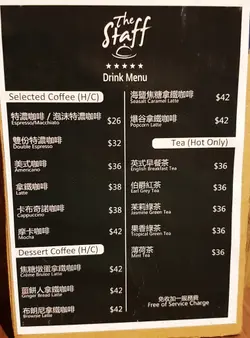 The Staff
★★★★★
Drink Menu
Selected Coffee (H/C)
特濃咖啡 / 泡沫特濃咖啡 $26
Espresso/Macchiato
雙份特濃咖啡 $32
Double Espresso
美式咖啡 $34
Americano
拿鐵咖啡 $38
Latte
卡布奇諾咖啡 $38
Cappuccino
摩卡咖啡 $42
Mocha
Dessert Coffee (H/C)
焦糖燉蛋拿鐵咖啡 $42
Crème Bruler Latte
薑餅人拿鐵咖啡 $42
Ginger Bread Latte
布朗尼拿鐵咖啡 $42
Brownie Latte
海鹽焦糖拿鐵咖啡 $42
Seasalt Caramel Latte
爆谷拿鐵咖啡 $42
Popcorn Latte
Tea (Hot Only)
英式早餐茶 $36
English Breakfast Tea
伯爵紅茶 $36
Earl Grey Tea
茉莉綠茶 $36
Jasmine Green Tea
果香綠茶 $36
Tropical Green Tea
薄荷茶 $36
Mint Tea
免收加一服務費
Free of Service Charge